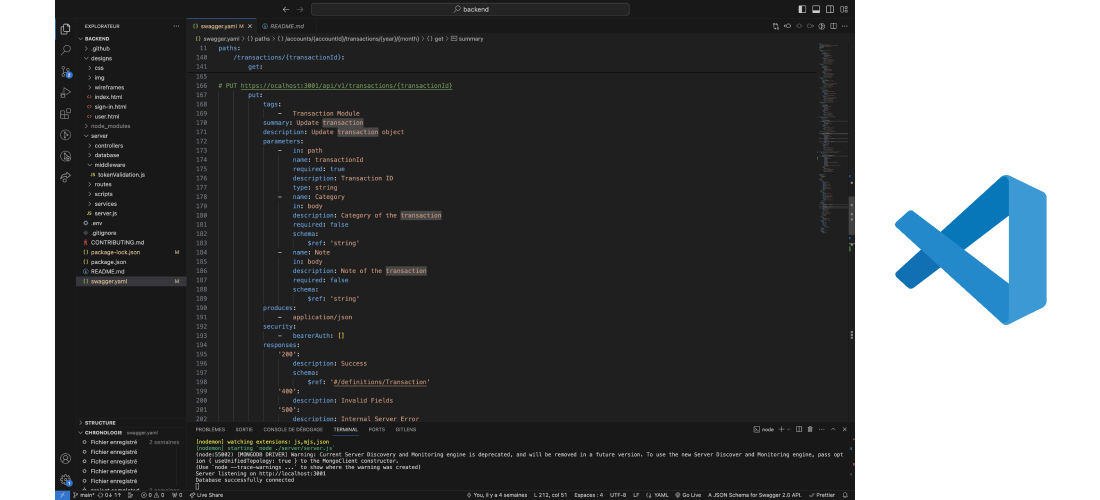 backend
EXPLORATEUR
BACKEND
.github
designs
css
img
wireframes
index.html
sign-in.html
user.html
node_modules
server
controllers
database
middleware
tokenValidation.js
routes
scripts
services
server.js
.env
.gitignore
CONTRIBUTING.md
package-lock.json M
package.json
README.md
swagger.yaml M
STRUCTURE
CHRONOLOGIE swagger.yaml
Fichier enregistré 2 semaines
Fichier enregistré
Fichier enregistré
Fichier enregistré
Fichier enregistré
swagger.yaml M README.md
swagger.yaml > {} paths > {} /accounts/{accountId}/transactions/{year}/{month} > {} get > summary
11 paths:
140 /transactions/{transactionId}:
141 get:
165
166 # PUT https://ocalhost:3001/api/v1/transactions/{transactionId}
167 put:
168 tags:
169 - Transaction Module
170 summary: Update transaction
171 description: Update transaction object
172 parameters:
173 - in: path
174 name: transactionId
175 required: true
176 description: Transaction ID
177 type: string
178 - name: Category
179 in: body
180 description: Category of the transaction
181 required: false
182 schema:
183 $ref: 'string'
184 - name: Note
185 in: body
186 description: Note of the transaction
187 required: false
188 schema:
189 $ref: 'string'
190 produces:
191 - application/json
192 security:
193 - bearerAuth: []
194 responses:
195 '200':
196 description: Success
197 schema:
198 $ref: '#/definitions/Transaction'
199 '400':
200 description: Invalid Fields
201 '500':
202 description: Internal Server Error
PROBLÈMES SORTIE CONSOLE DE DÉBOGAGE TERMINAL PORTS GITLENS node
[nodemon] watching extensions: js,mjs,json
[nodemon] starting `node ./server/server.js`
(node:55002) [MONGODB DRIVER] Warning: Current Server Discovery and Monitoring engine is deprecated, and will be removed in a future version. To use the new Server Discover and Monitoring engine, pass opt
ion { useUnifiedTopology: true } to the MongoClient constructor.
(Use `node --trace-warnings ...` to show where the warning was created)
Server listening on http://localhost:3001
Database successfully connected
main* 0↓ 1↑ 0 0 0 Live Share You, il y a 4 semaines L 212, col 51 Espaces : 4 UTF-8 LF YAML Go Live JSON Schema for Swagger 2.0 API. Prettier